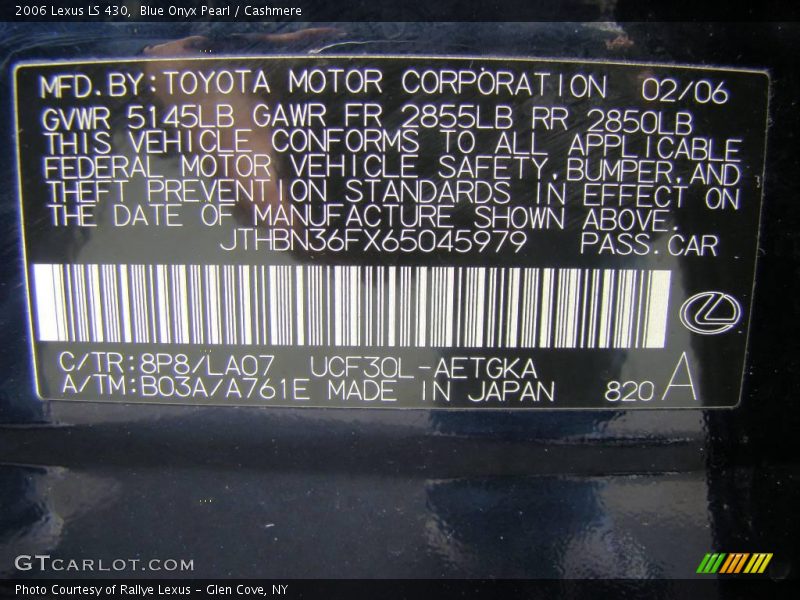 2006 Lexus LS 430,  Blue Onyx Pearl / Cashmere
MFD.BY:TOYOTA MOTOR CORPORATION 02/06
GVWR 5145LB GAWR FR 2855LB RR 2850LB
THIS VEHICLE CONFORMS TO ALL APPLICABLE
FEDERAL MOTOR VEHICLE SAFETY,BUMPER,AND
THEFT PREVENTION STANDARDS IN EFFECT ON
THE DATE OF MANUFACTURE SHOWN ABOVE.
JTHBN36FX65045979 PASS.CAR
C/TR:8P8/LA07 UCF30L-AETGKA
A/TM:B03A/A761E MADE IN JAPAN 820 A
GTCARLOT.COM
Photo Courtesy of Rallye Lexus - Glen Cove, NY